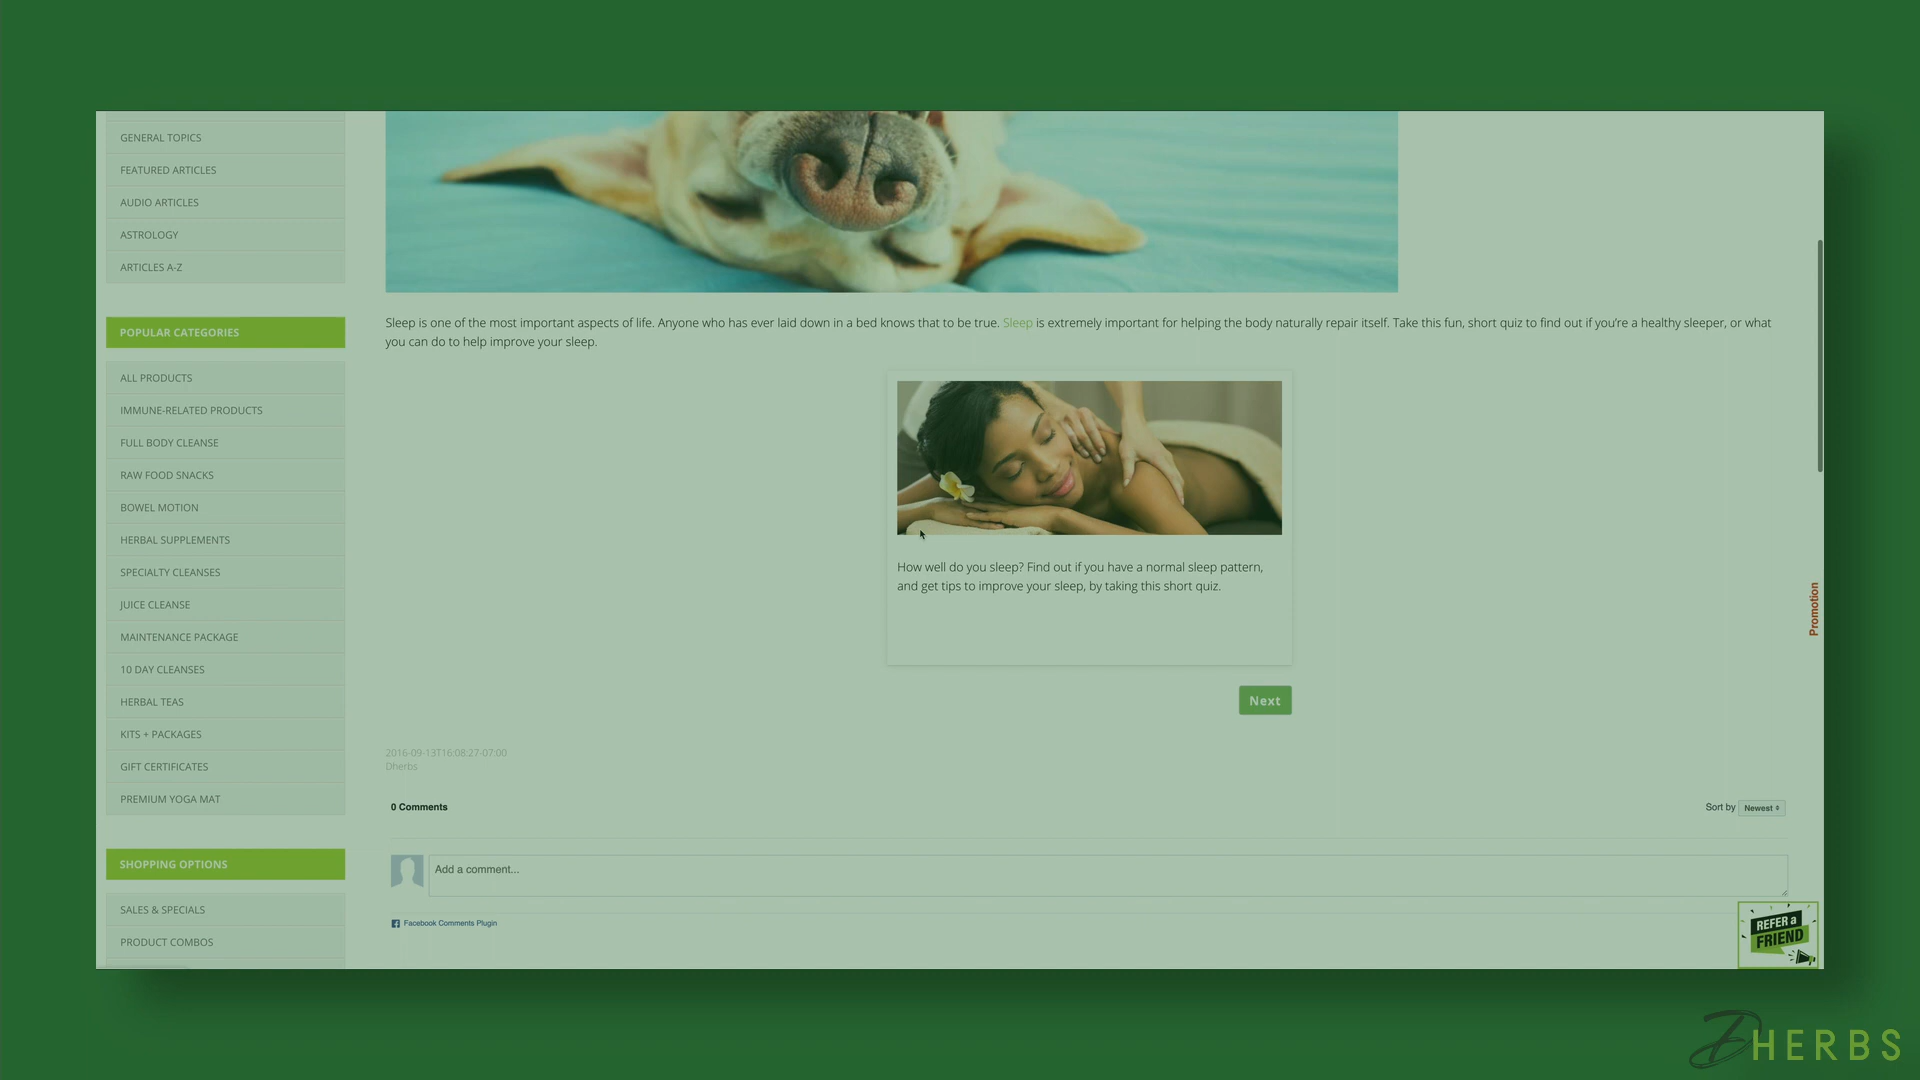 GENERAL TOPICS
FEATURED ARTICLES
AUDIO ARTICLES
ASTROLOGY
ARTICLES A-Z
POPULAR CATEGORIES
ALL PRODUCTS
IMMUNE-RELATED PRODUCTS
FULL BODY CLEANSE
RAW FOOD SNACKS
BOWEL MOTION
HERBAL SUPPLEMENTS
SPECIALTY CLEANSES
JUICE CLEANSE
MAINTENANCE PACKAGE
10 DAY CLEANSES
HERBAL TEAS
KITS + PACKAGES
GIFT CERTIFICATES
PREMIUM YOGA MAT
SHOPPING OPTIONS
SALES & SPECIALS
PRODUCT COMBOS
Sleep is one of the most important aspects of life. Anyone who has ever laid down in a bed knows that to be true. Sleep is extremely important for helping the body naturally repair itself. Take this fun, short quiz to find out if you're a healthy sleeper, or what
you can do to help improve your sleep.
How well do you sleep? Find out if you have a normal sleep pattern,
and get tips to improve your sleep, by taking this short quiz.
Next
2016-09-13T16:08:27-07:00
Dherbs
0 Comments
Sort by Newest
Add a comment...
Facebook Comments Plugin
Promotion
REFER a
FRIEND
DHERBS